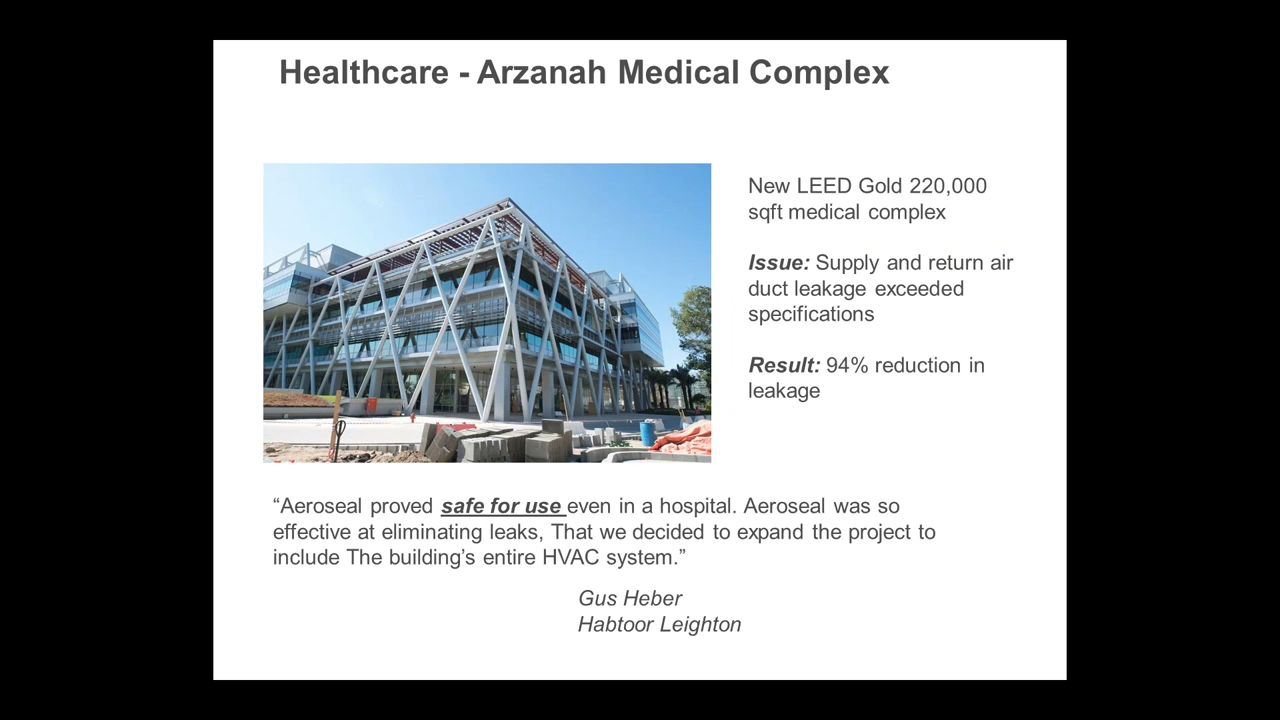 Healthcare - Arzanah Medical Complex
New LEED Gold 220,000
sqft medical complex
Issue: Supply and return air
duct leakage exceeded
specifications
Result: 94% reduction in
leakage
“Aeroseal proved safe for use even in a hospital. Aeroseal was so
effective at eliminating leaks, That we decided to expand the project to
include The building’s entire HVAC system.”
Gus Heber
Habtoor Leighton